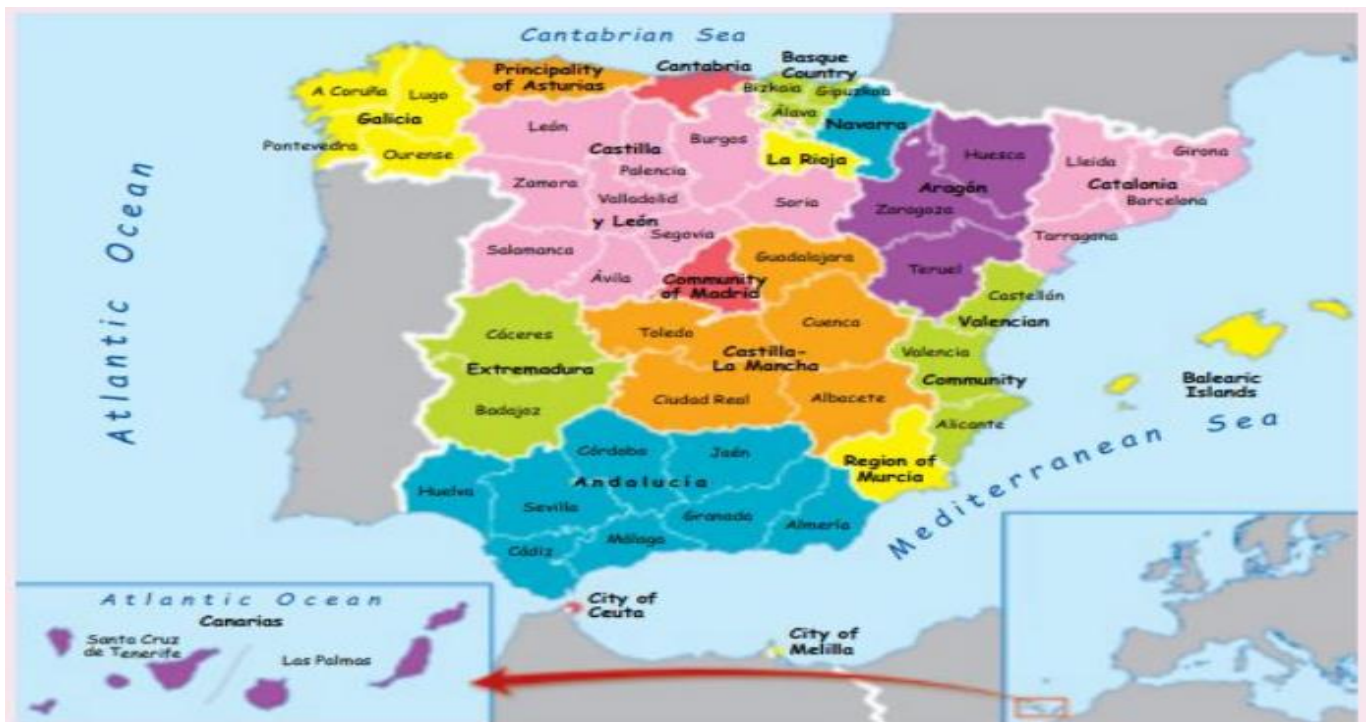 Cantabrian Sea
Atlantic Ocean
Principality
of Asturias
Cantabria
Basque
Country
Bizkaia
Gipuzkoa
Álava
Navarra
A Coruña
Lugo
Galicia
Pontevedra
Ourense
León
Burgos
Castilla
Palencia
Zamora
Valladolid
y León
Soria
Segovia
Salamanca
Ávila
La Rioja
Huesca
Aragón
Zaragoza
Teruel
Lleida
Girona
Catalonia
Barcelona
Tarragona
Community
of Madrid
Guadalajara
Toledo
Cuenca
Castilla-
La Mancha
Ciudad Real
Albacete
Cáceres
Extremadura
Badajoz
Castellón
Valencian
Valencia
Community
Alicante
Balearic
Islands
Region of
Murcia
Córdoba
Jaén
Andalucía
Huelva
Sevilla
Granada
Almería
Málaga
Cádiz
Mediterranean Sea
City of
Ceuta
City of
Melilla
Atlantic Ocean
Canarias
Santa Cruz
de Tenerife
Las Palmas